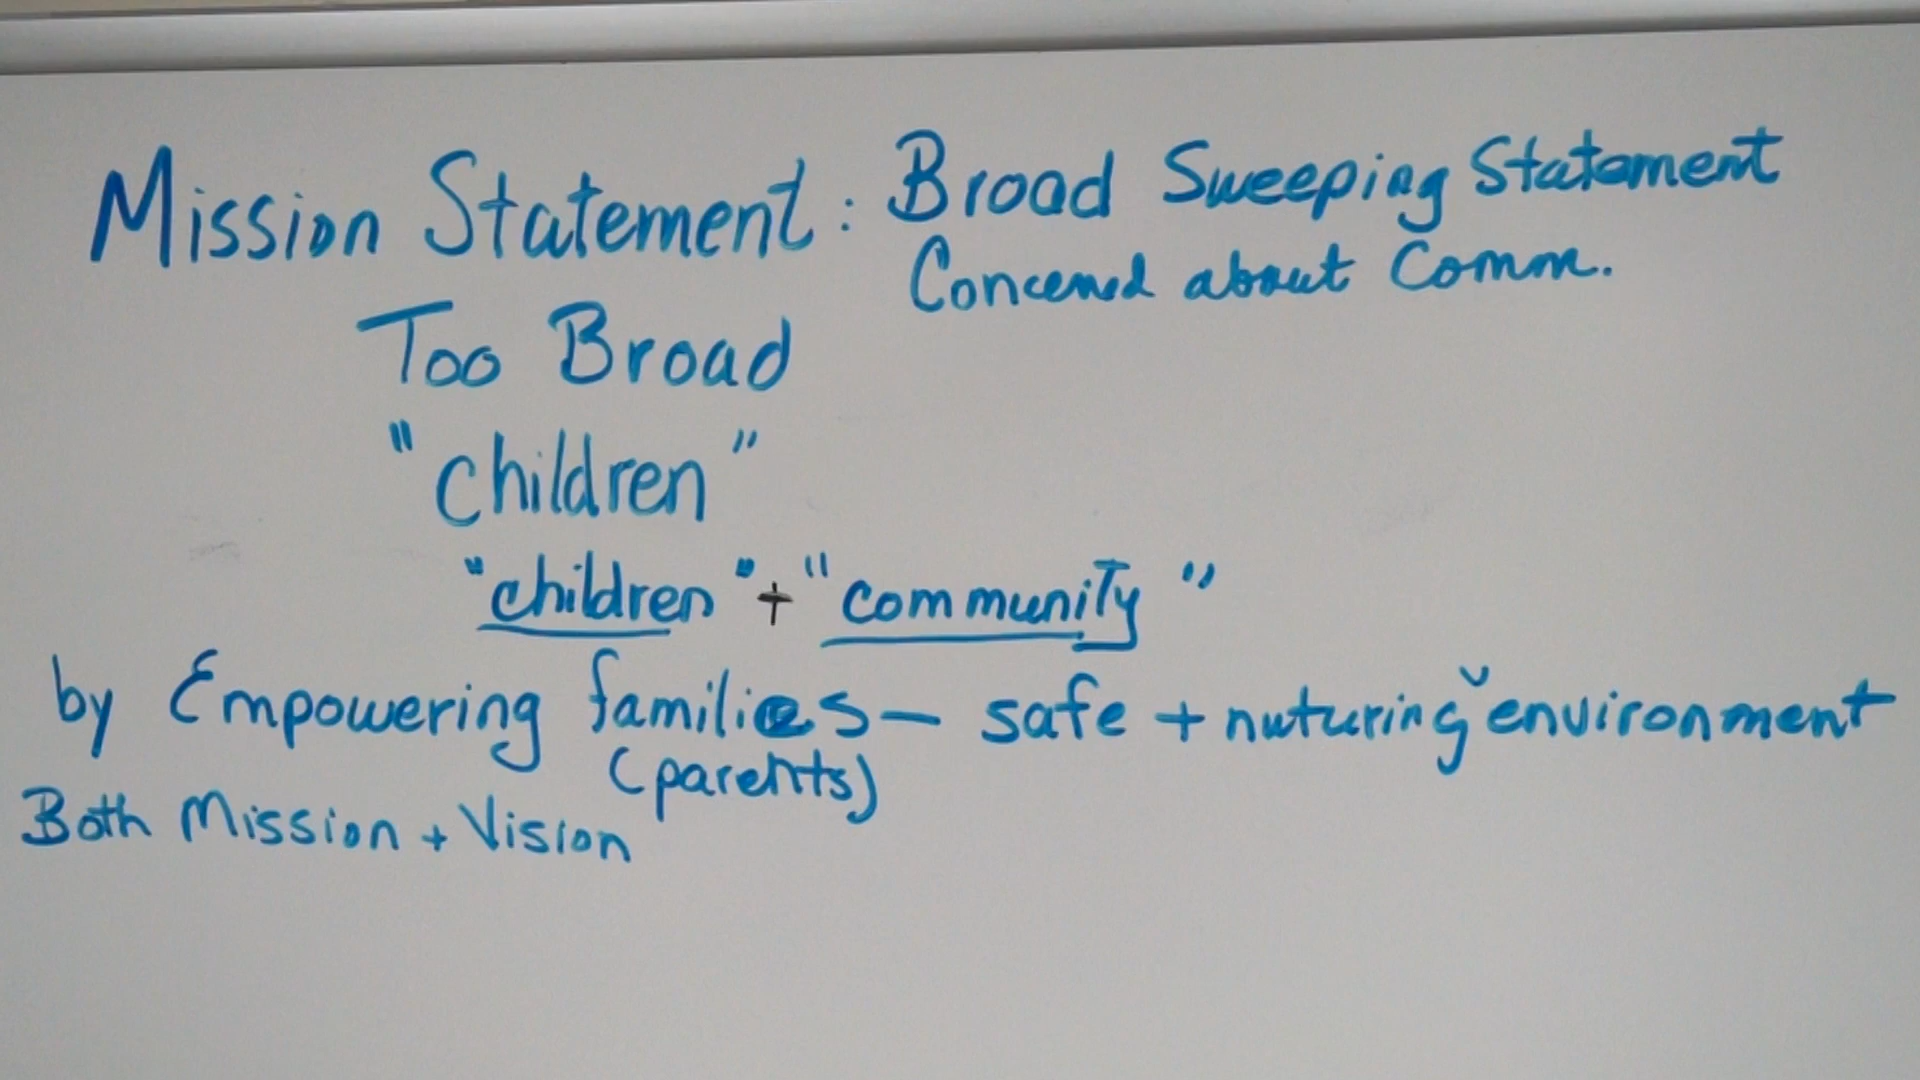 Mission Statement: Broad Sweeping Statement
Concerned about Comm.
Too Broad
"children"
"children" + "community"
by Empowering families — safe + nuturing ˇ environment
(parents)
Both Mission + Vision